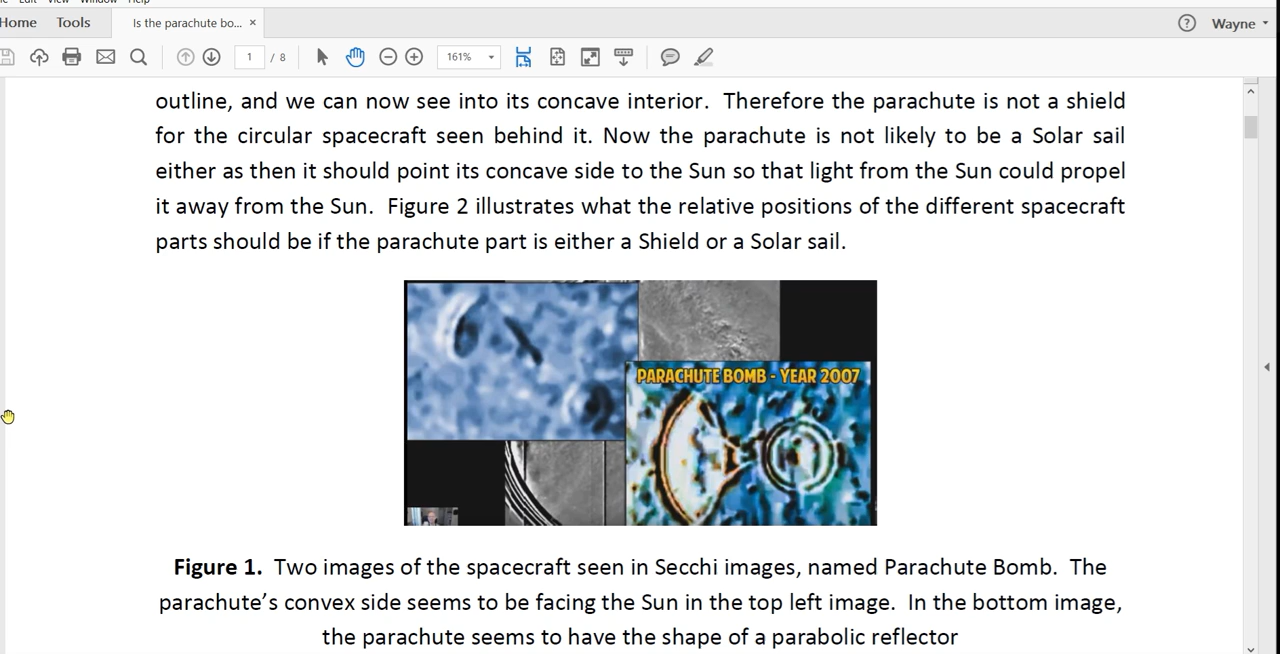 Home Tools Is the parachute bo... × Wayne
1 / 8 161%
outline, and we can now see into its concave interior. Therefore the parachute is not a shield
for the circular spacecraft seen behind it. Now the parachute is not likely to be a Solar sail
either as then it should point its concave side to the Sun so that light from the Sun could propel
it away from the Sun. Figure 2 illustrates what the relative positions of the different spacecraft
parts should be if the parachute part is either a Shield or a Solar sail.
PARACHUTE BOMB - YEAR 2007
Figure 1. Two images of the spacecraft seen in Secchi images, named Parachute Bomb. The
parachute's convex side seems to be facing the Sun in the top left image. In the bottom image,
the parachute seems to have the shape of a parabolic reflector